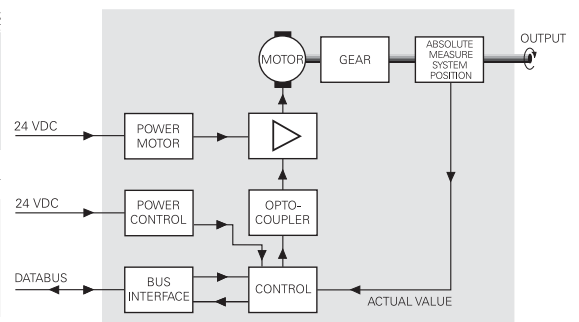 OUTPUT
MOTOR
GEAR
ABSOLUTE
MEASURE
SYSTEM
POSITION
24 VDC
POWER
MOTOR
24 VDC
POWER
CONTROL
OPTO-
COUPLER
DATABUS
BUS
INTERFACE
CONTROL
ACTUAL VALUE